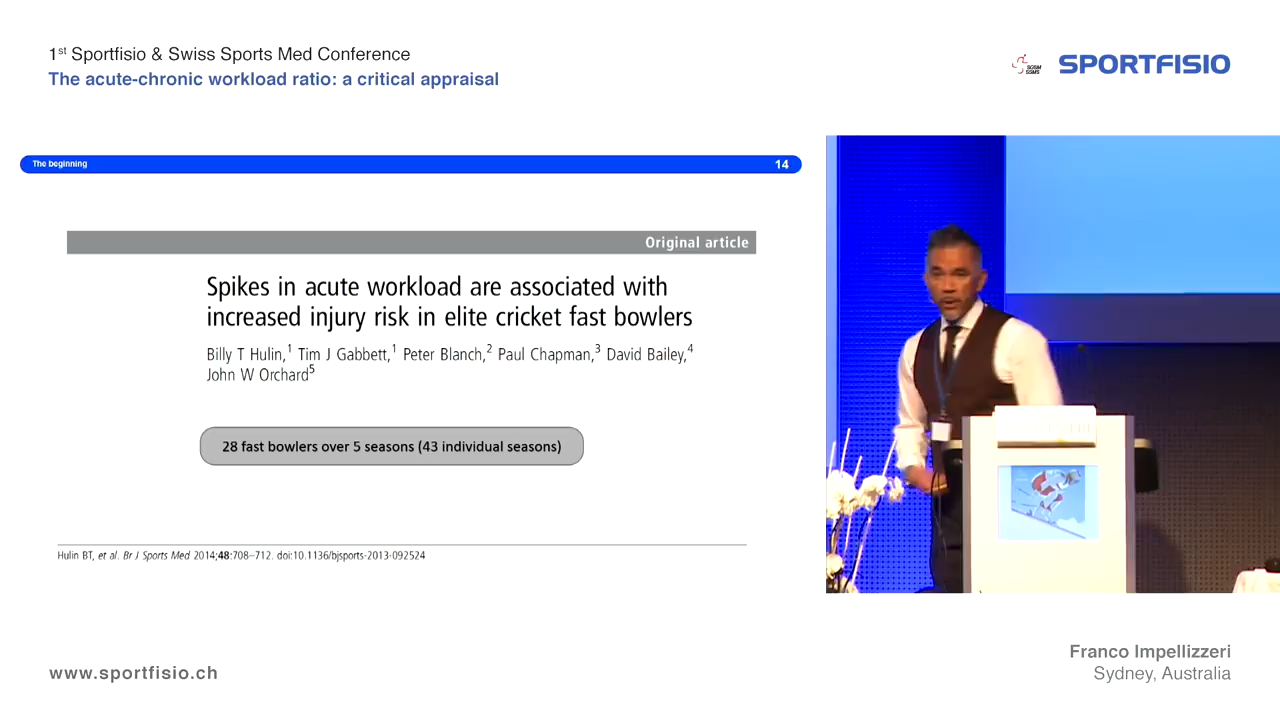 1st Sportfisio & Swiss Sports Med Conference
The acute-chronic workload ratio: a critical appraisal
SGSM
SSMS
SPORTFISIO
The beginning
14
Original article
Spikes in acute workload are associated with
increased injury risk in elite cricket fast bowlers
Billy T Hulin,1 Tim J Gabbett,1 Peter Blanch,2 Paul Chapman,3 David Bailey,4
John W Orchard5
28 fast bowlers over 5 seasons (43 individual seasons)
Hulin BT, et al. Br J Sports Med 2014;48:708–712. doi:10.1136/bjsports-2013-092524
www.sportfisio.ch
Franco Impellizzeri
Sydney, Australia